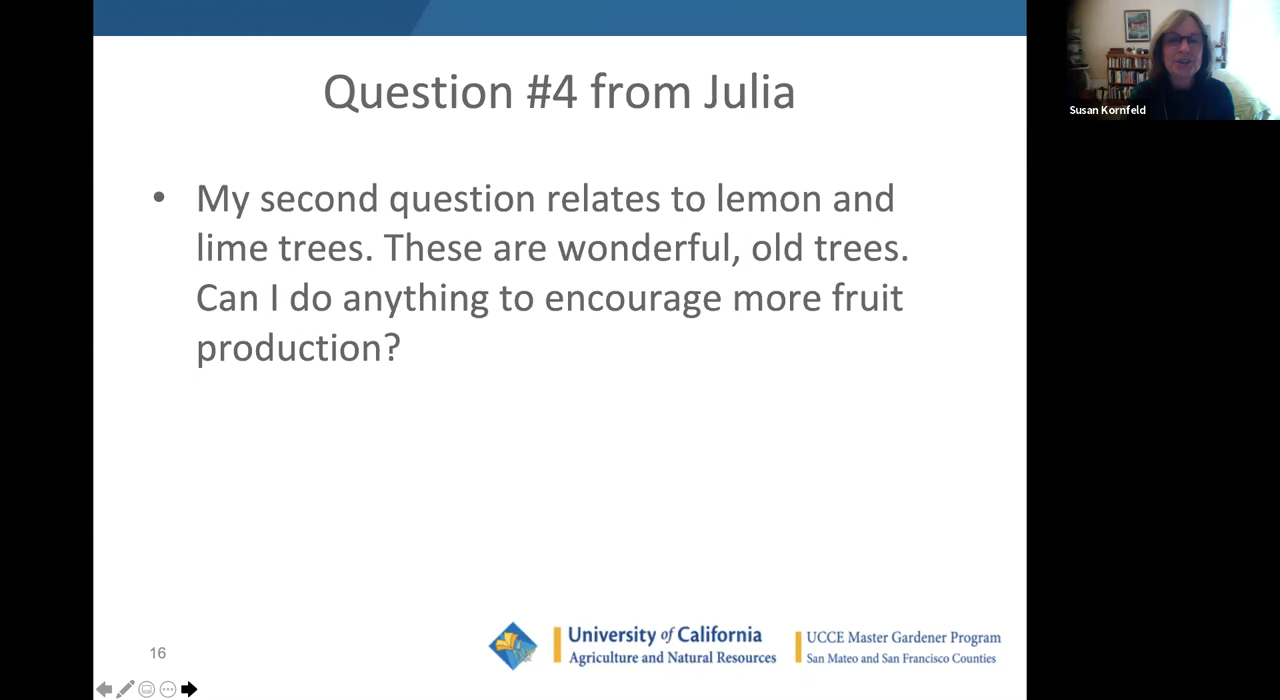 Question #4 from Julia
Susan Kornfeld
• My second question relates to lemon and
lime trees. These are wonderful, old trees.
Can I do anything to encourage more fruit
production?
16
University of California
Agriculture and Natural Resources
UCCE Master Gardener Program
San Mateo and San Francisco Counties